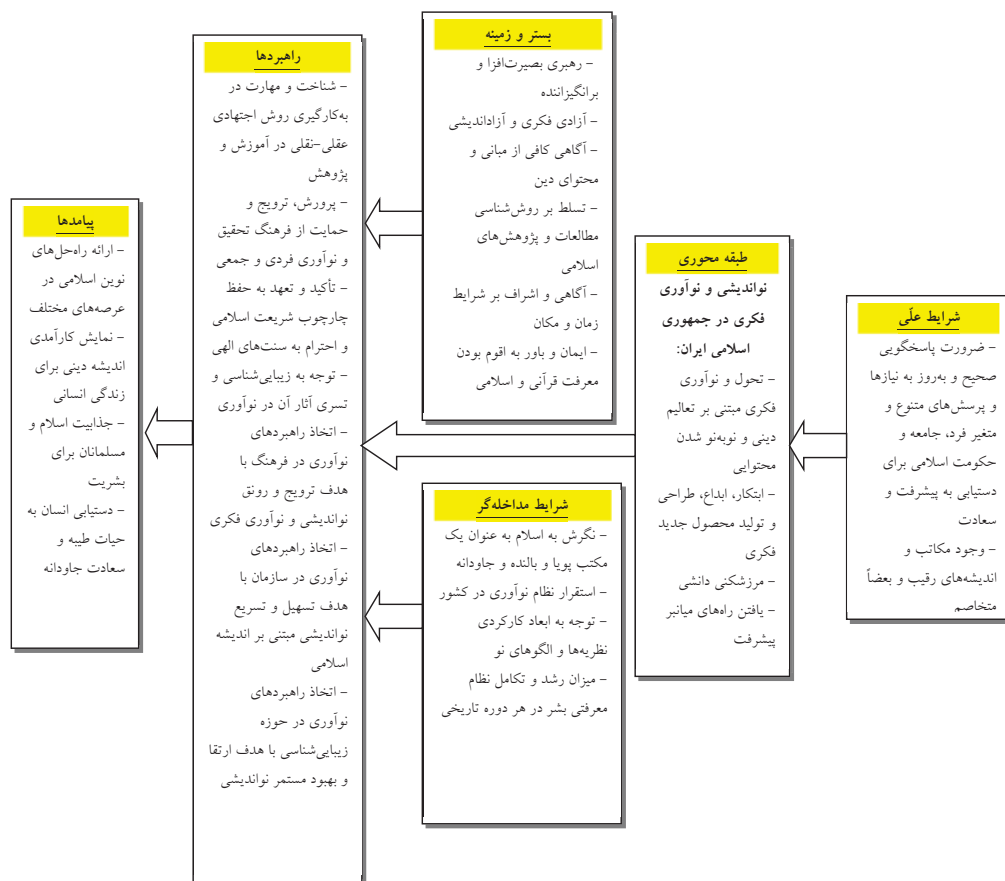 شرایط علّی
- ضرورت پاسخگویی
صحیح و به‌روز به نیازها
و پرسش‌های متنوع و
متغیر فرد، جامعه و
حکومت اسلامی برای
دستیابی به پیشرفت و
سعادت
- وجود مکاتب و
اندیشه‌های رقیب و بعضاً
متخاصم
طبقه محوری
نواندیشی و نوآوری
فکری در جمهوری
اسلامی ایران:
- تحول و نوآوری
فکری مبتنی بر تعالیم
دینی و نوبه‌نو شدن
محتوایی
- ابتکار، ابداع، طراحی
و تولید محصول جدید
فکری
- مرزشکنی دانشی
- یافتن راه‌های میانبر
پیشرفت
بستر و زمینه
- رهبری بصیرت‌افزا و
برانگیزاننده
- آزادی فکری و آزاداندیشی
- آگاهی کافی از مبانی و
محتوای دین
- تسلط بر روش‌شناسی
مطالعات و پژوهش‌های
اسلامی
- آگاهی و اشراف بر شرایط
زمان و مکان
- ایمان و باور به اقوم بودن
معرفت قرآنی و اسلامی
شرایط مداخله‌گر
- نگرش به اسلام به عنوان یک
مکتب پویا و بالنده و جاودانه
- استقرار نظام نوآوری در کشور
- توجه به ابعاد کارکردی
نظریه‌ها و الگوهای نو
- میزان رشد و تکامل نظام
معرفتی بشر در هر دوره تاریخی
راهبردها
- شناخت و مهارت در
به‌کارگیری روش اجتهادی
عقلی-نقلی در آموزش و
پژوهش
- پرورش، ترویج و
حمایت از فرهنگ تحقیق
و نوآوری فردی و جمعی
- تأکید و تعهد به حفظ
چارچوب شریعت اسلامی
و احترام به سنت‌های الهی
- توجه به زیبایی‌شناسی و
تسری آثار آن در نوآوری
- اتخاذ راهبردهای
نوآوری در فرهنگ با
هدف ترویج و رونق
نواندیشی و نوآوری فکری
- اتخاذ راهبردهای
نوآوری در سازمان با
هدف تسهیل و تسریع
نواندیشی مبتنی بر اندیشه
اسلامی
- اتخاذ راهبردهای
نوآوری در حوزه
زیبایی‌شناسی با هدف ارتقا
و بهبود مستمر نواندیشی
پیامدها
- ارائه راه‌حل‌های
نوین اسلامی در
عرصه‌های مختلف
- نمایش کارآمدی
اندیشه دینی برای
زندگی انسانی
- جذابیت اسلام و
مسلمانان برای
بشریت
- دستیابی انسان به
حیات طیبه و
سعادت جاودانه